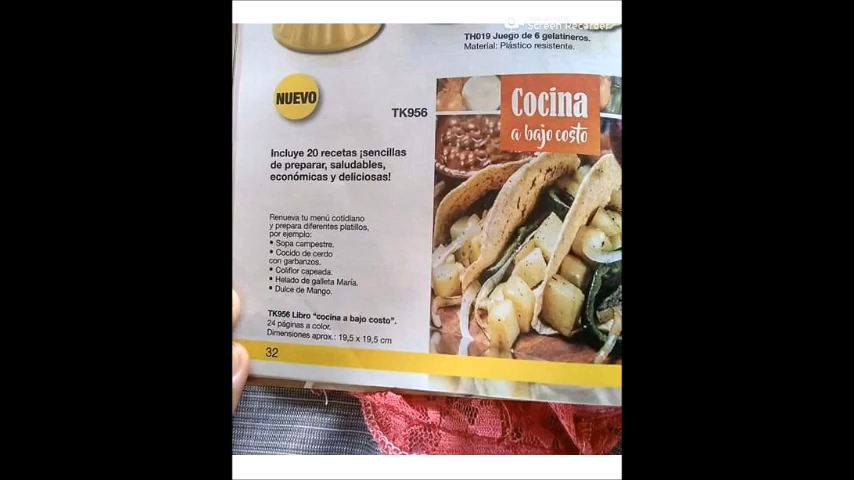 Screen Recorder
TH019 Juego de 6 gelatineros.
Material: Plástico resistente.
NUEVO
TK956
Cocina
a bajo costo
Incluye 20 recetas ¡sencillas
de preparar, saludables,
económicas y deliciosas!
Renueva tu menú cotidiano
y prepara diferentes platillos,
por ejemplo:
• Sopa campestre.
• Cocido de cerdo
con garbanzos.
• Coliflor capeada.
• Helado de galleta María.
• Dulce de Mango.
TK956 Libro "cocina a bajo costo".
24 páginas a color.
Dimensiones aprox.: 19,5 x 19,5 cm
32